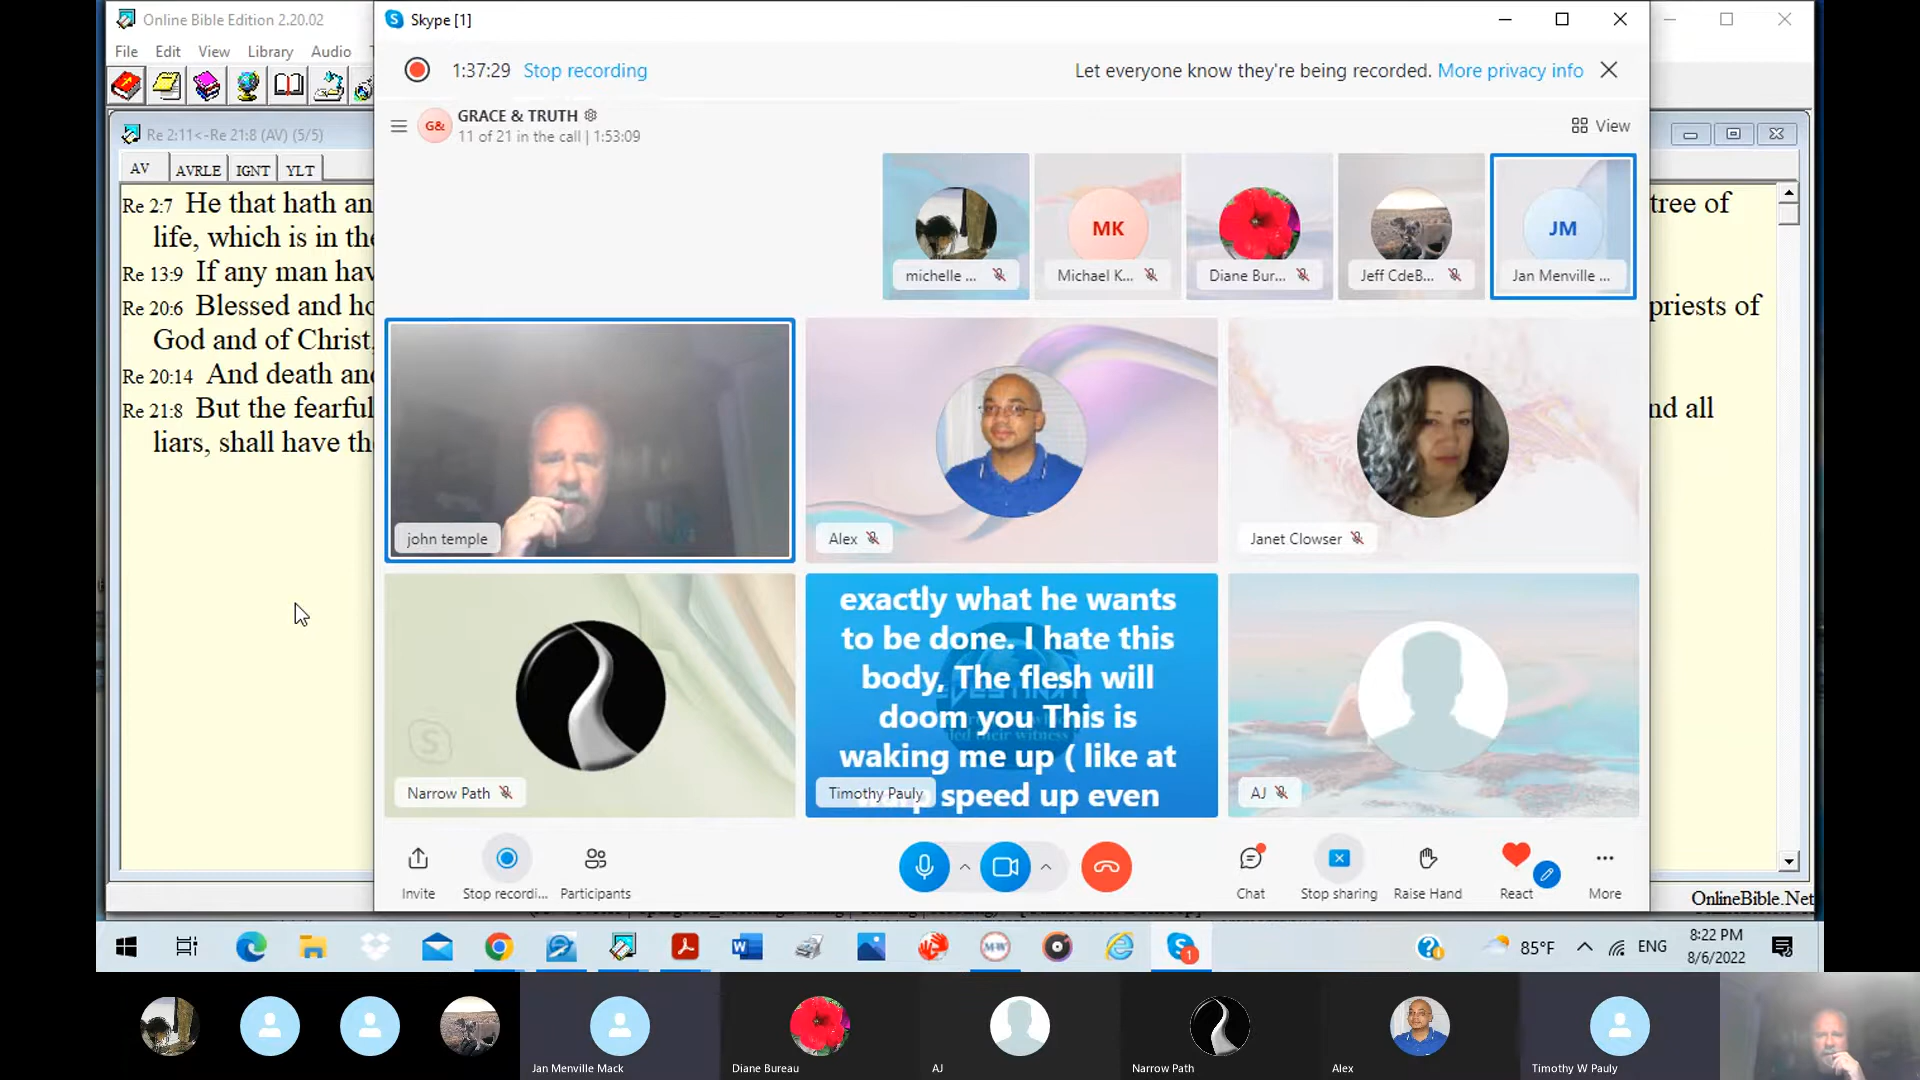 Online Bible Edition 2.20.02
Skype [1]
File Edit View Library Audio
1:37:29 Stop recording
Let everyone know they're being recorded. More privacy info
GRACE & TRUTH
G&
11 of 21 in the call | 1:53:09
View
Re 2:11<-Re 21:8 (AV) (5/5)
AV AVRLE IGNT YLT
Re 2:7 He that hath an
tree of
life, which is in the
Re 13:9 If any man hav
Re 20:6 Blessed and ho
priests of
God and of Christ,
Re 20:14 And death and
Re 21:8 But the fearful
nd all
liars, shall have the
MK
JM
michelle ...
Michael K...
Diane Bur...
Jeff CdeB...
Jan Menville ...
john temple
Alex
Janet Clowser
exactly what he wants
to be done. I hate this
body, The flesh will
doom you This is
led their witness
waking me up ( like at
speed up even
Narrow Path
Timothy Pauly
AJ
Invite
Stop recordi...
Participants
Chat
Stop sharing
Raise Hand
React
More
OnlineBible.Net
85°F
ENG
8:22 PM
8/6/2022
1
Jan Menville Mack
Diane Bureau
AJ
Narrow Path
Alex
Timothy W Pauly